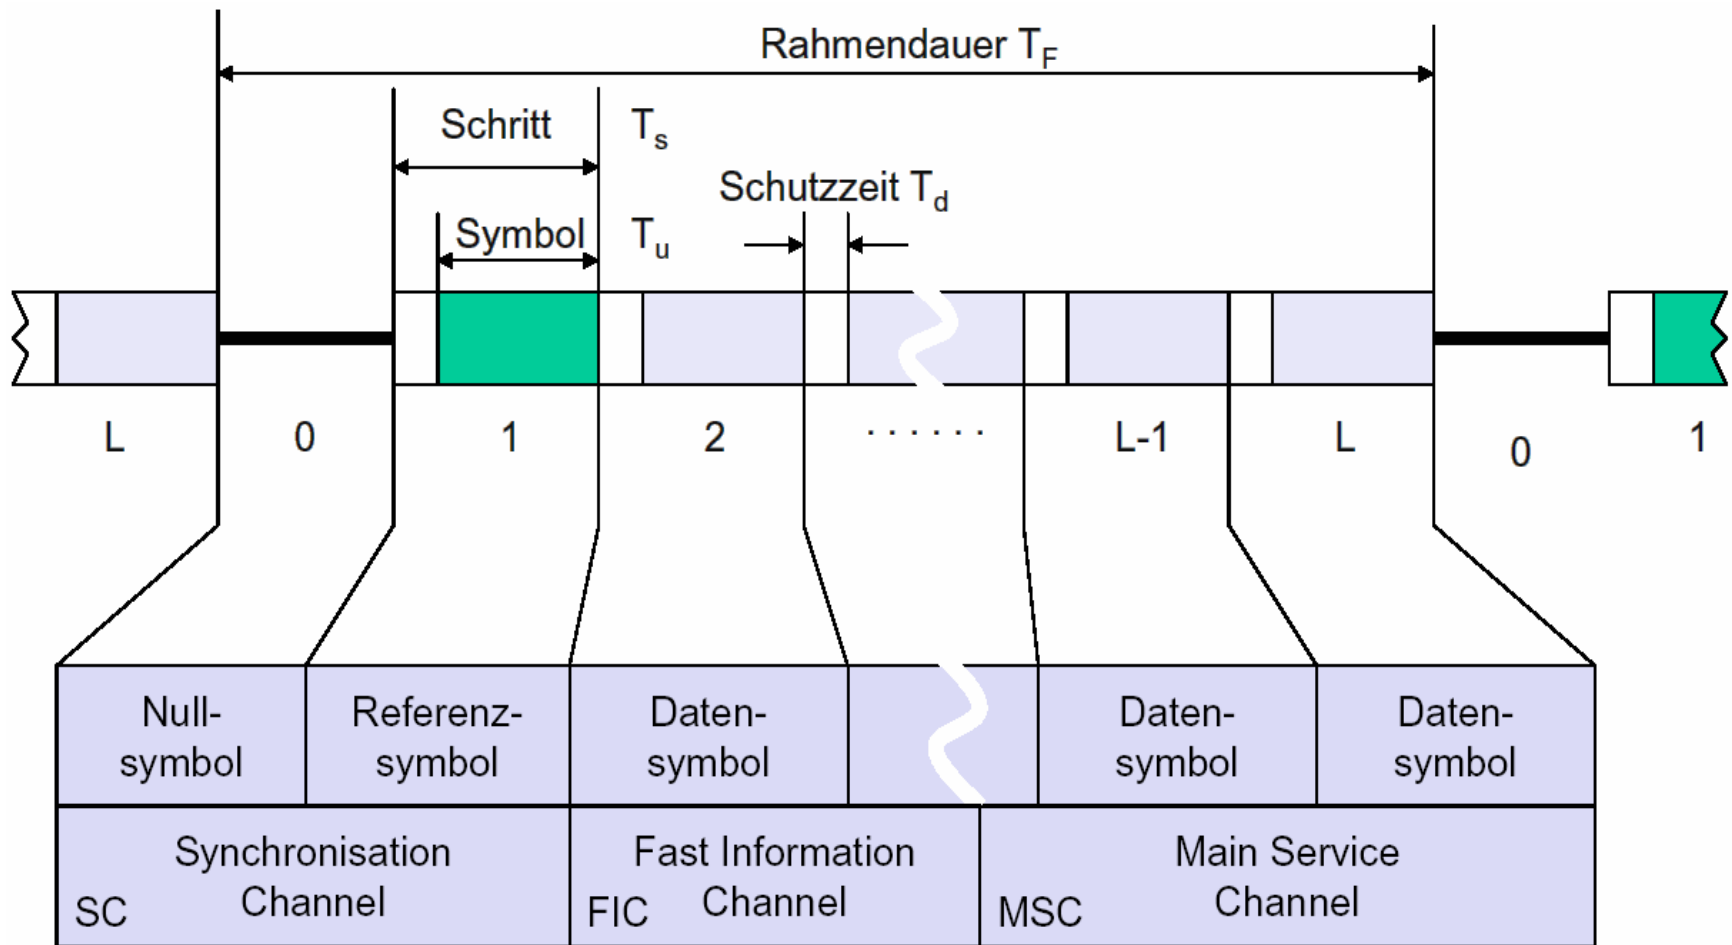 Rahmendauer T_F
Schritt T_s
Schutzzeit T_d
Symbol T_u
L 0 1 2 . . . . . . L-1 L 0 1
Null-
symbol
Referenz-
symbol
Daten-
symbol
Daten-
symbol
Daten-
symbol
Synchronisation
Channel
SC
Fast Information
Channel
FIC
Main Service
Channel
MSC